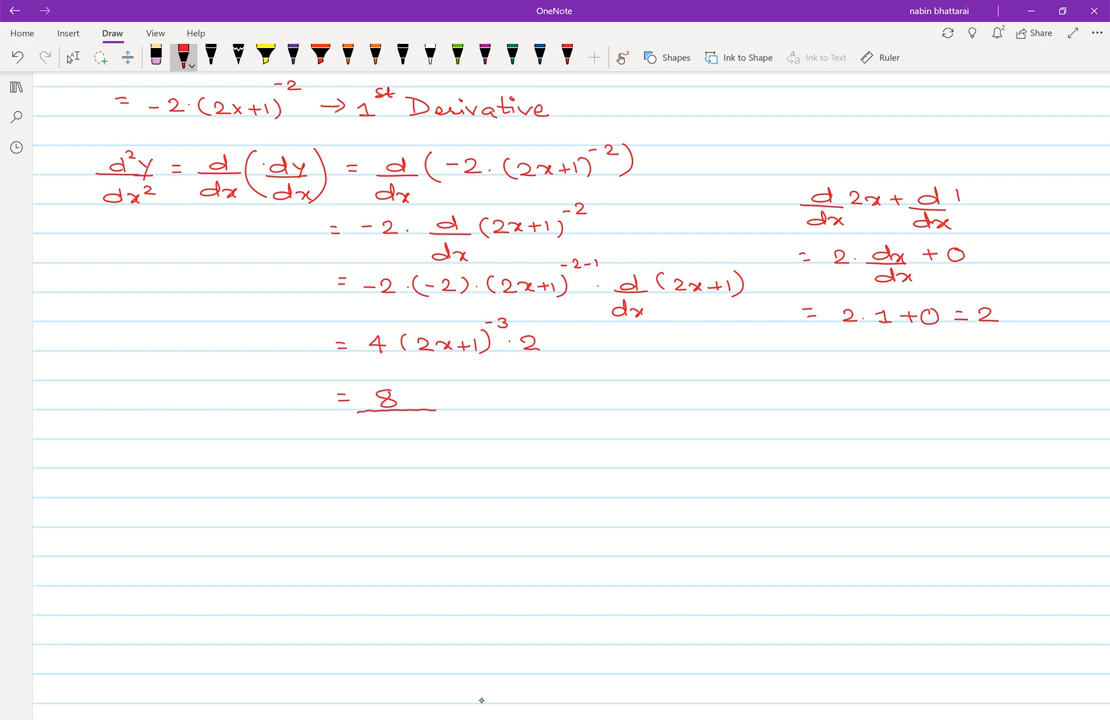 OneNote
nabin bhattarai
Home Insert Draw View Help
Share
Shapes Ink to Shape Ink to Text Ruler
= -2·(2x+1)^-2 → 1st Derivative
d²y/dx² = d/dx (dy/dx) = d/dx (-2·(2x+1)^-2)
= -2· d/dx (2x+1)^-2
= -2·(-2)·(2x+1)^-2-1 · d/dx (2x+1)
= 4(2x+1)^-3 · 2
= 8
d/dx 2x + d/dx 1
= 2· dx/dx + 0
= 2·1+0 = 2